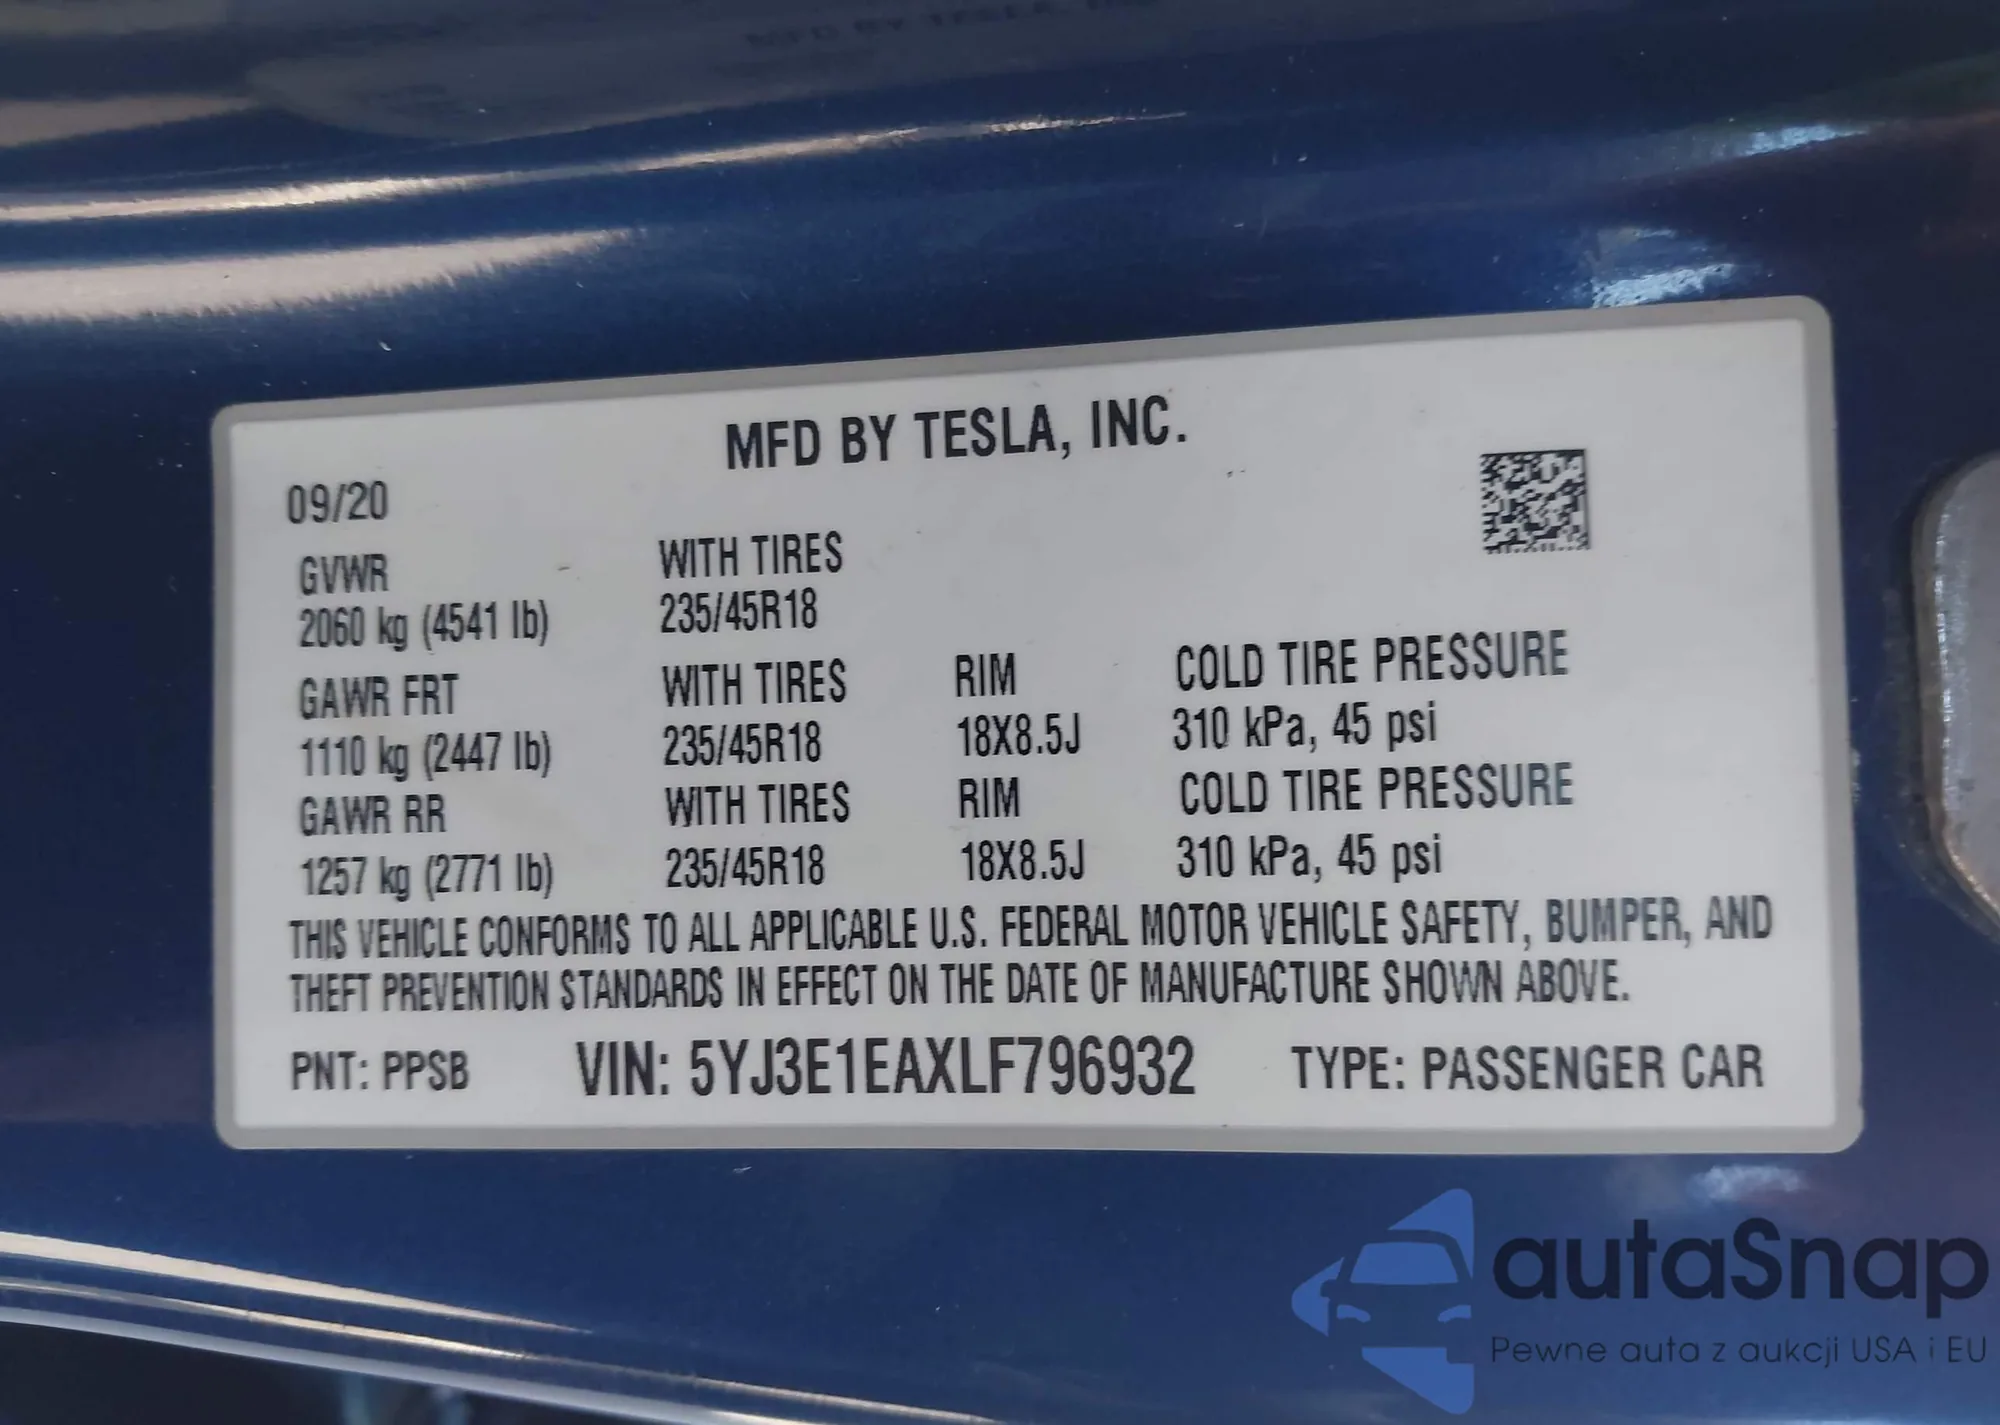 MFD BY TESLA, INC.
09/20
GVWR WITH TIRES
2060 kg (4541 lb) 235/45R18
GAWR FRT WITH TIRES RIM COLD TIRE PRESSURE
1110 kg (2447 lb) 235/45R18 18X8.5J 310 kPa, 45 psi
GAWR RR WITH TIRES RIM COLD TIRE PRESSURE
1257 kg (2771 lb) 235/45R18 18X8.5J 310 kPa, 45 psi
THIS VEHICLE CONFORMS TO ALL APPLICABLE U.S. FEDERAL MOTOR VEHICLE SAFETY, BUMPER, AND
THEFT PREVENTION STANDARDS IN EFFECT ON THE DATE OF MANUFACTURE SHOWN ABOVE.
PNT: PPSB VIN: 5YJ3E1EAXLF796932 TYPE: PASSENGER CAR
autaSnap
Pewne auta z aukcji USA i EU